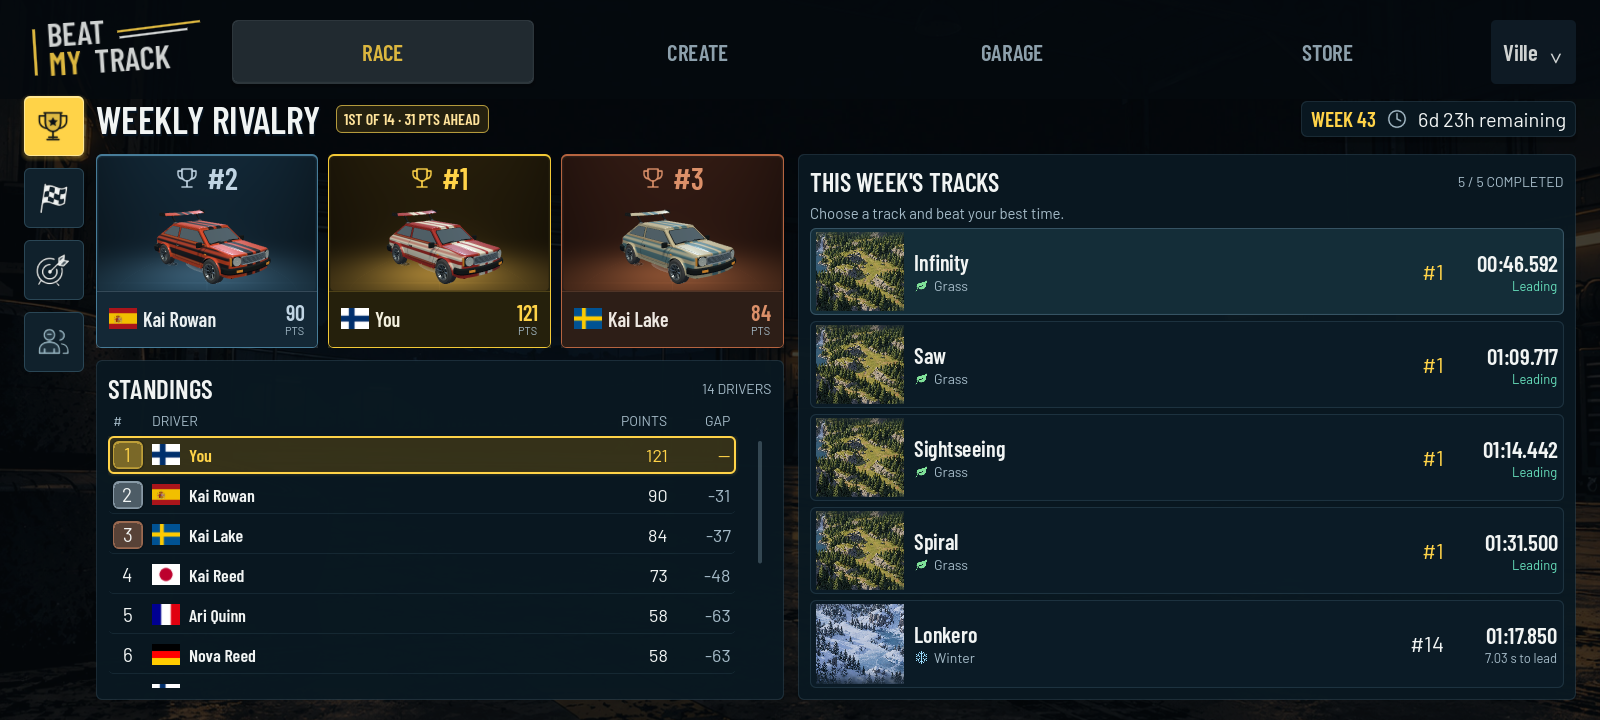 BEAT
MY TRACK
RACE
CREATE
GARAGE
STORE
Ville
WEEKLY RIVALRY
1ST OF 14 · 31 PTS AHEAD
WEEK 43
6d 23h remaining
#2
Kai Rowan
90
PTS
#1
You
121
PTS
#3
Kai Lake
84
PTS
STANDINGS
14 DRIVERS
# DRIVER POINTS GAP
1 You 121 —
2 Kai Rowan 90 -31
3 Kai Lake 84 -37
4 Kai Reed 73 -48
5 Ari Quinn 58 -63
6 Nova Reed 58 -63
THIS WEEK'S TRACKS
5 / 5 COMPLETED
Choose a track and beat your best time.
Infinity
Grass
#1
00:46.592
Leading
Saw
Grass
#1
01:09.717
Leading
Sightseeing
Grass
#1
01:14.442
Leading
Spiral
Grass
#1
01:31.500
Leading
Lonkero
Winter
#14
01:17.850
7.03 s to lead